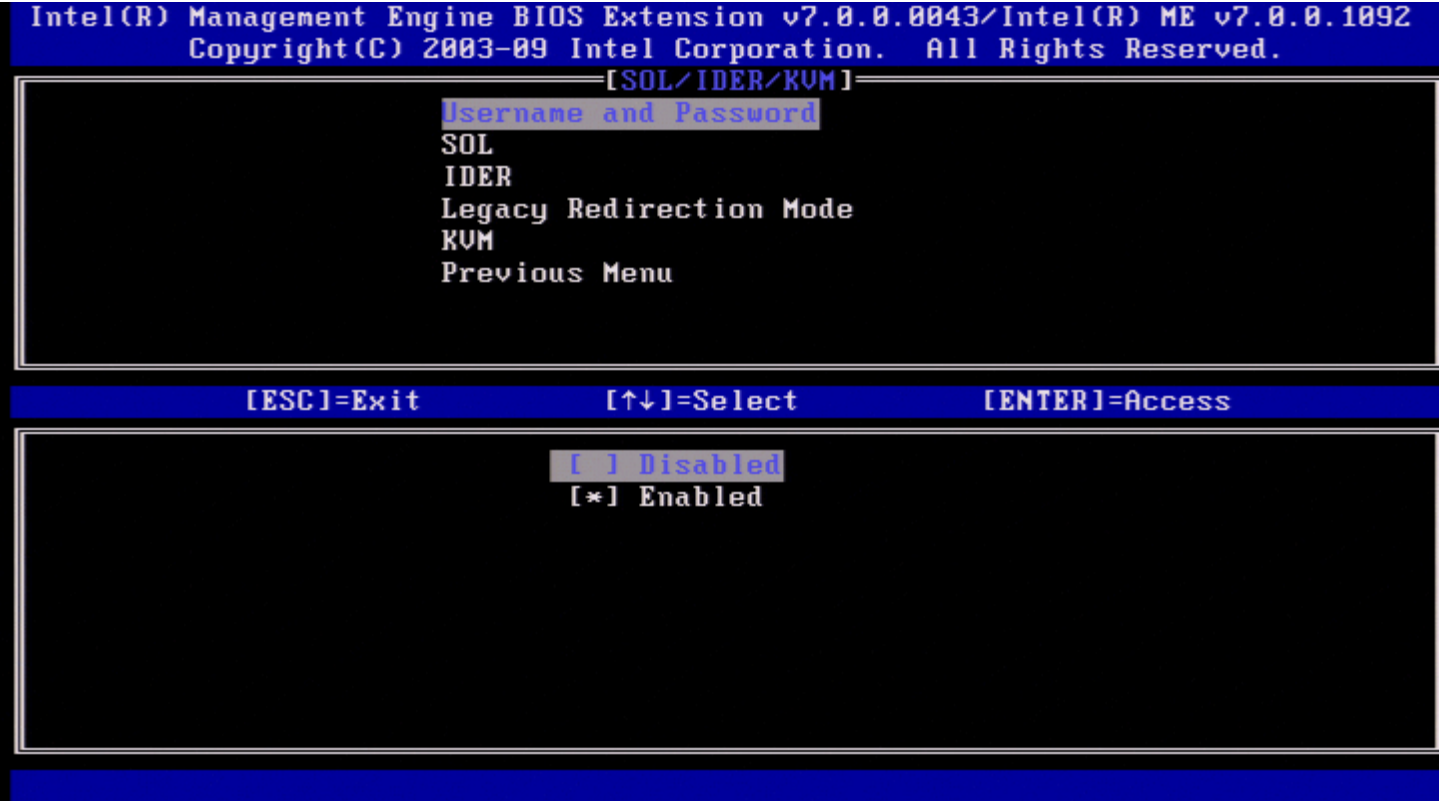 Intel(R) Management Engine BIOS Extension v7.0.0.0043/Intel(R) ME v7.0.0.1092
Copyright(C) 2003-09 Intel Corporation. All Rights Reserved.
[SOL/IDER/KVM]
Username and Password
SOL
IDER
Legacy Redirection Mode
KVM
Previous Menu
[ESC]=Exit [↑↓]=Select [ENTER]=Access
[ ] Disabled
[*] Enabled